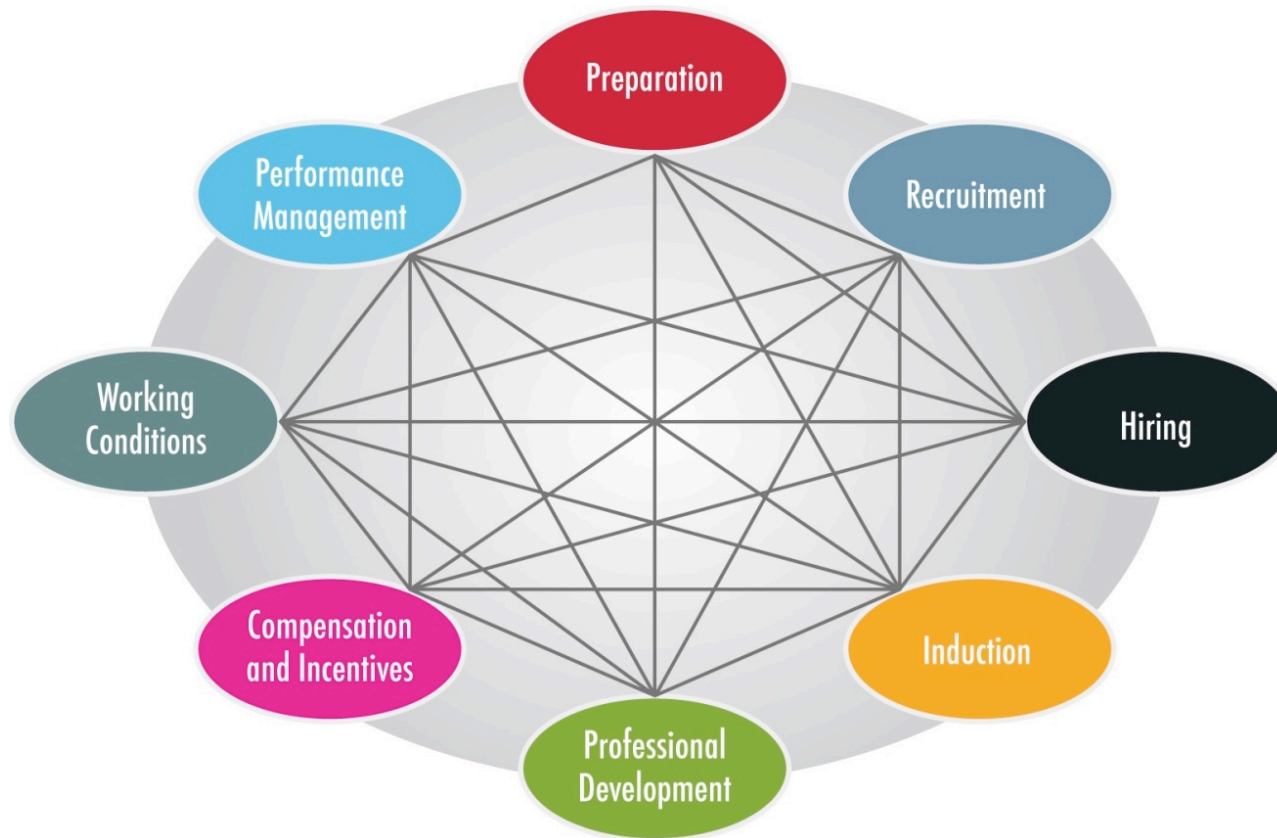 Preparation
Recruitment
Hiring
Induction
Professional
Development
Compensation
and Incentives
Working
Conditions
Performance
Management